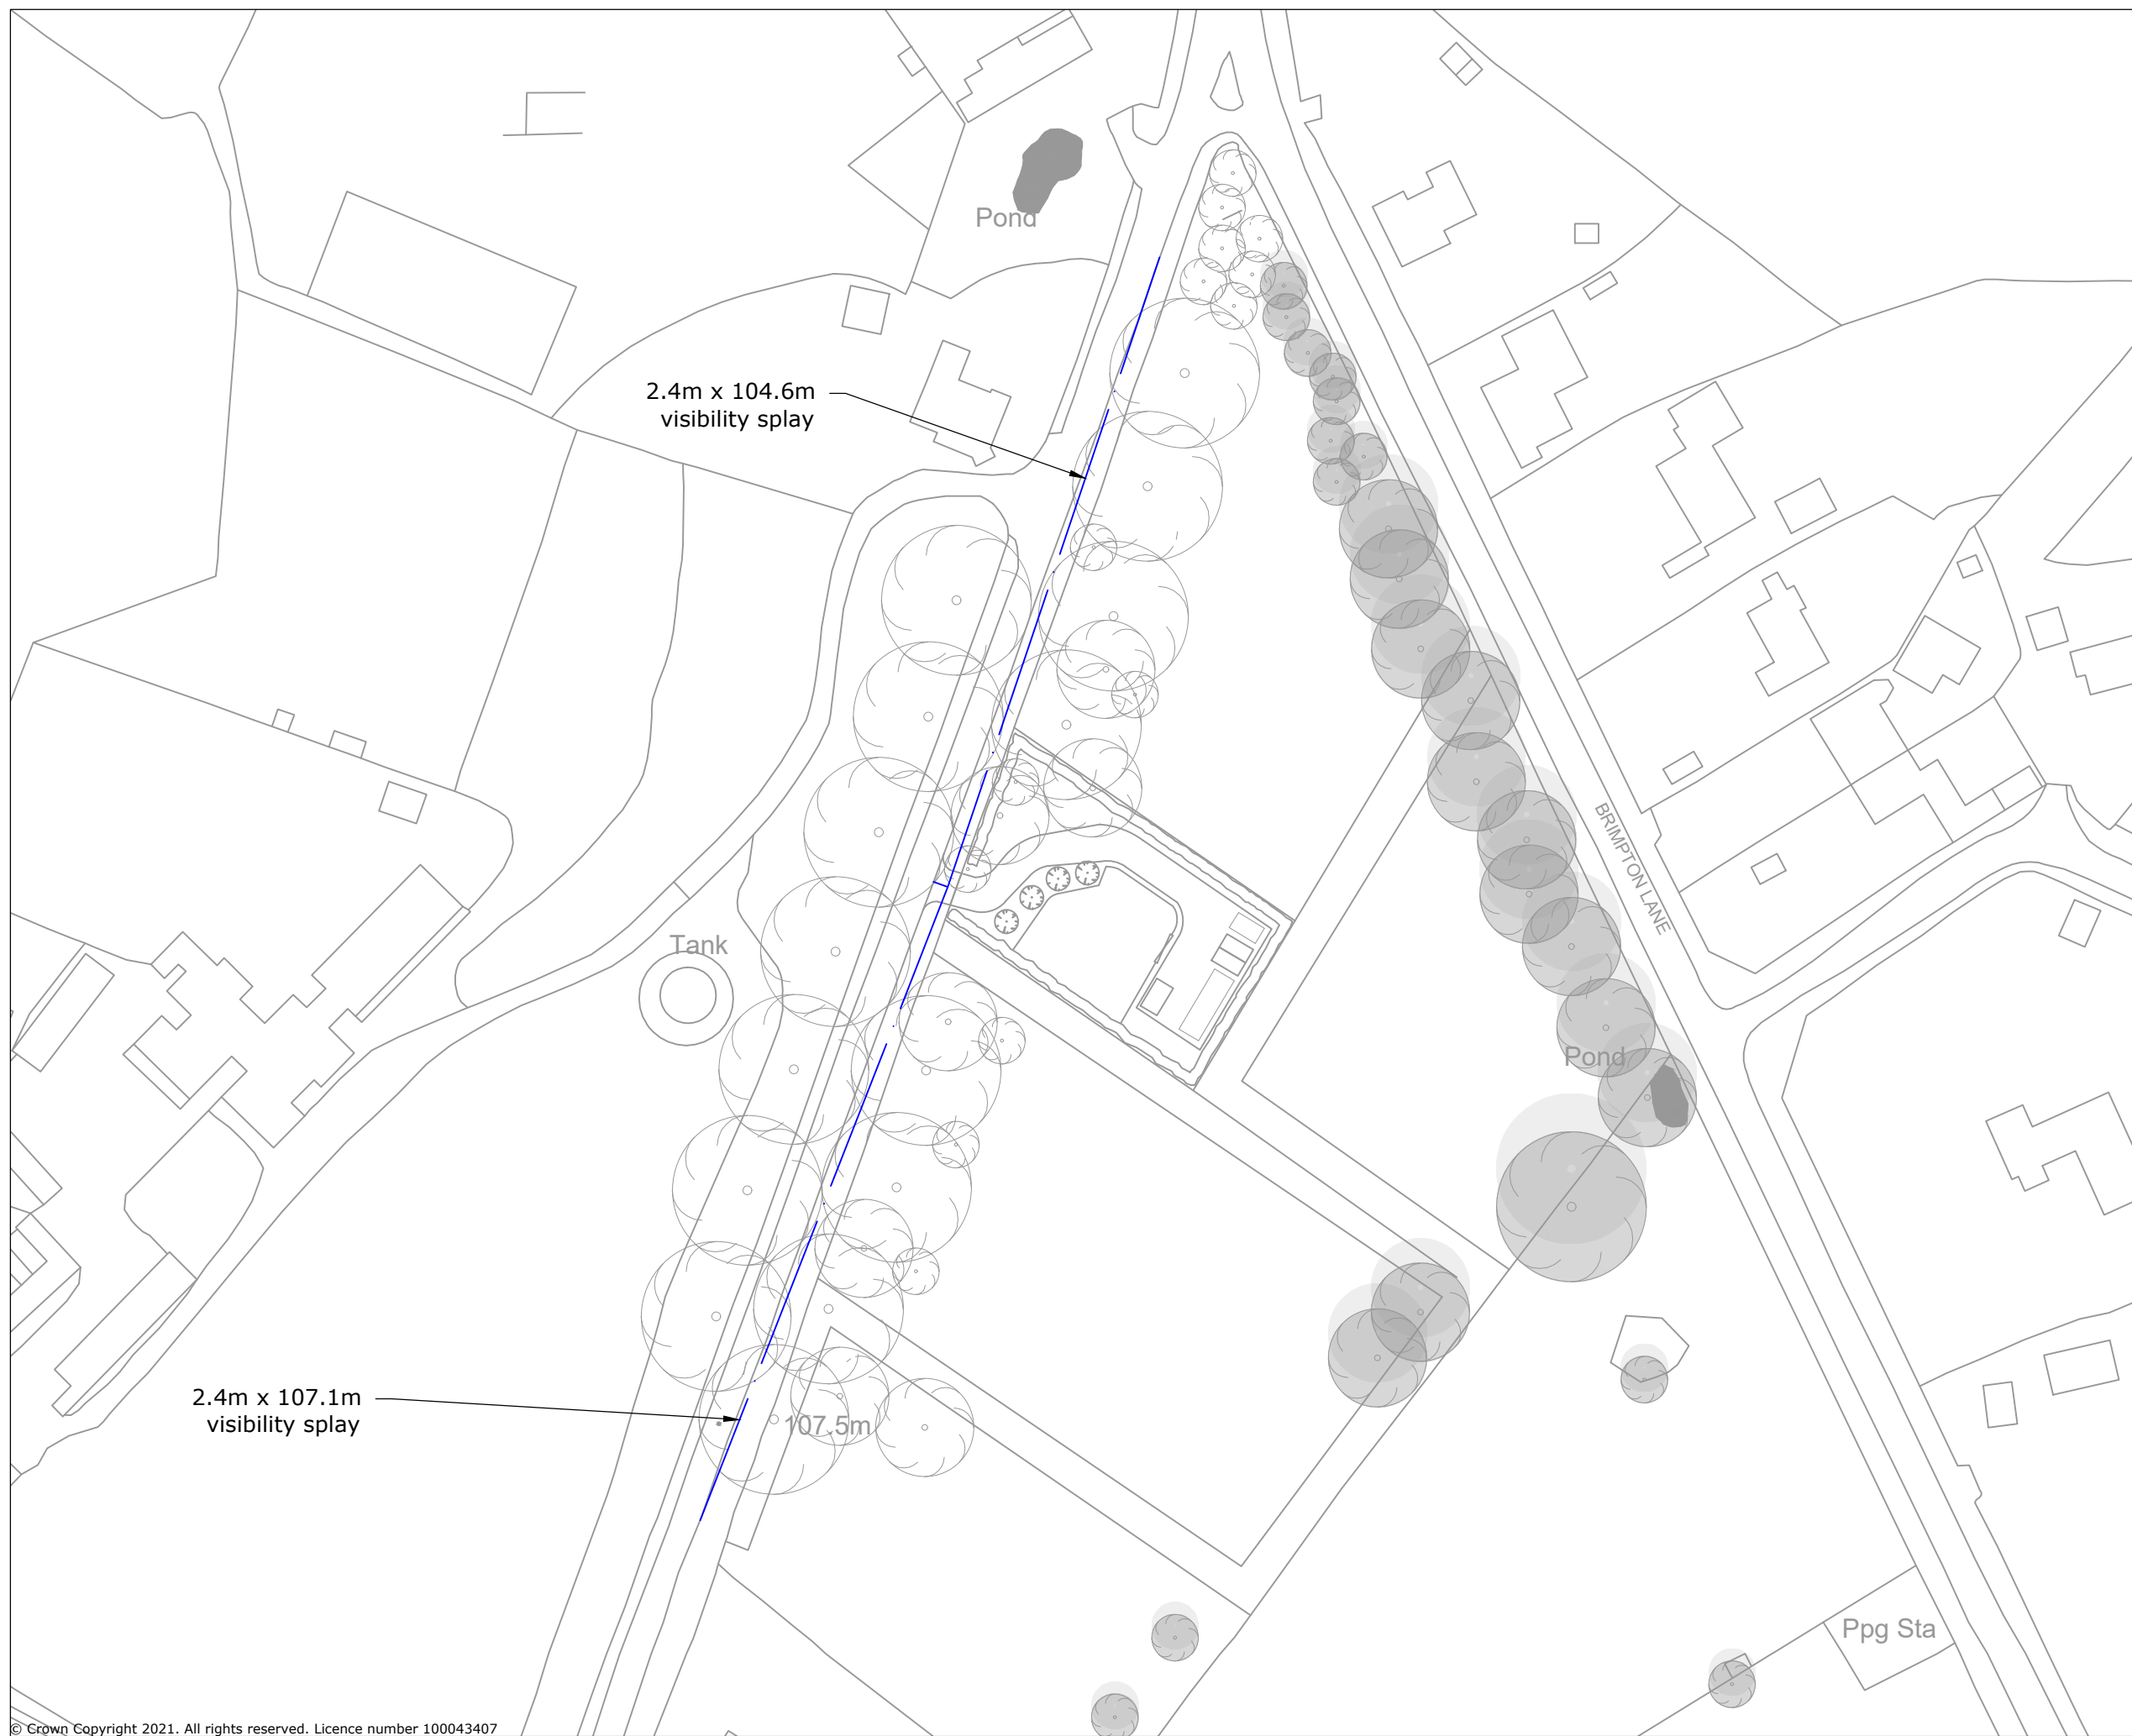 Pond
2.4m x 104.6m
visibility splay
BRIMPTON LANE
Tank
Pond
2.4m x 107.1m
visibility splay
107.5m
Ppg Sta
© Crown Copyright 2021. All rights reserved. Licence number 100043407